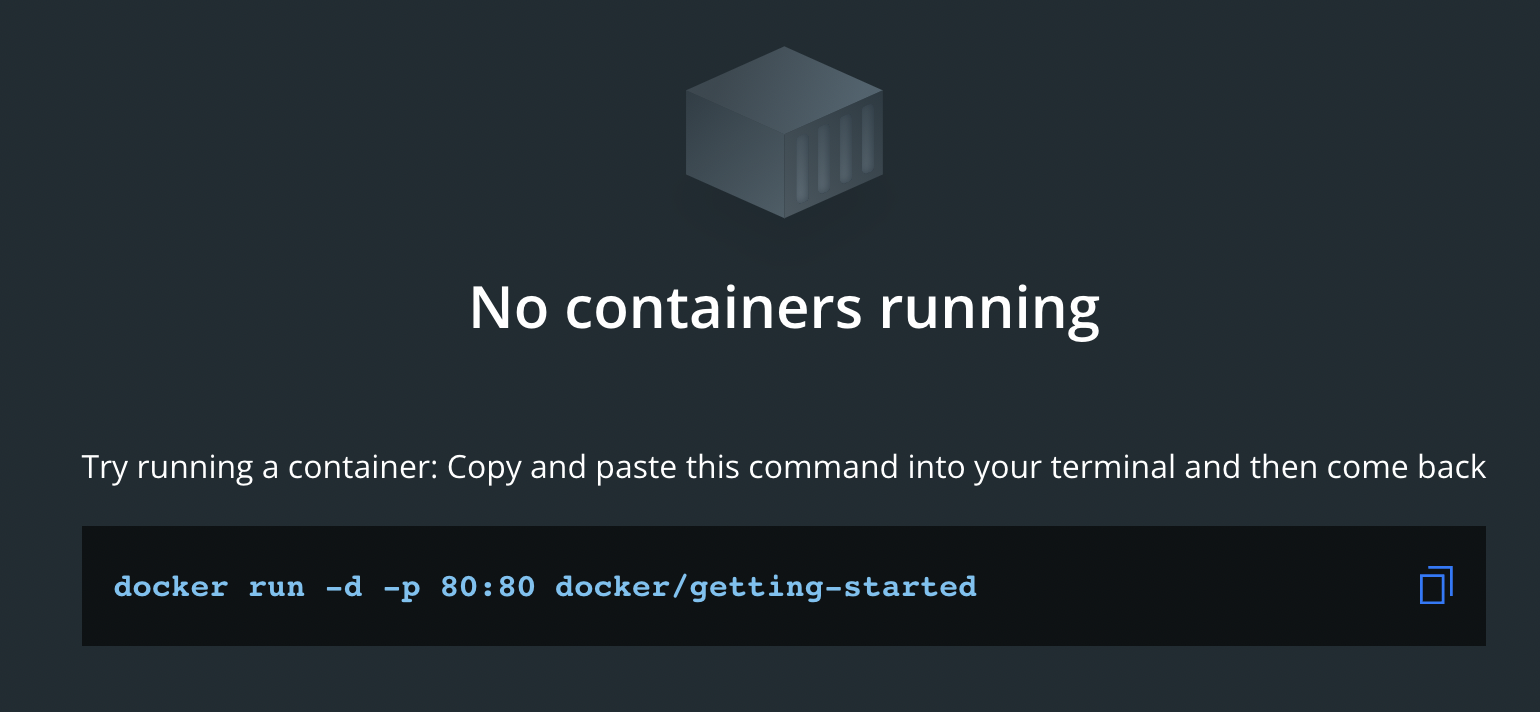 No containers running
Try running a container: Copy and paste this command into your terminal and then come back
docker run -d -p 80:80 docker/getting-started